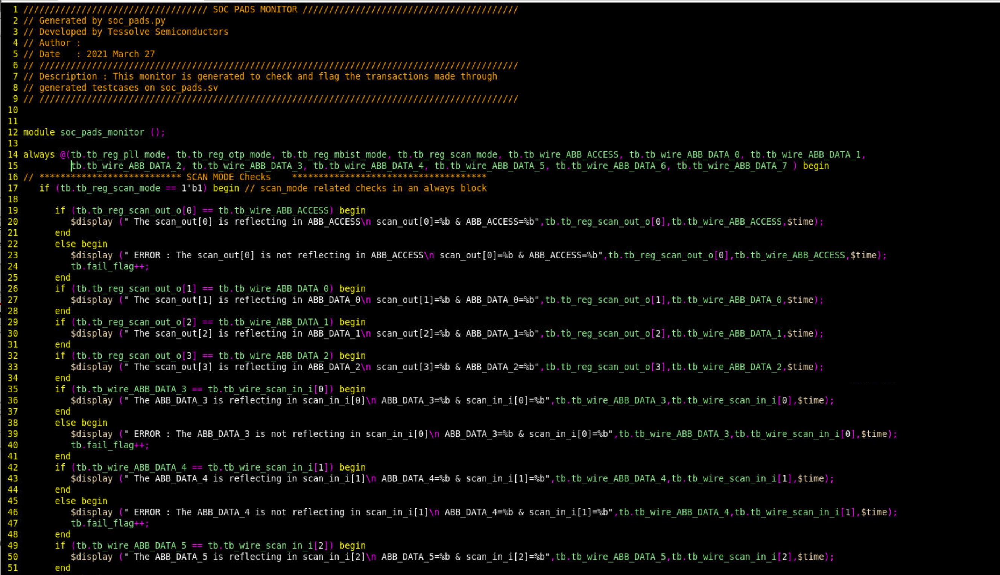 1 /////////////////////////////////// SOC PADS MONITOR /////////////////////////////////////////
2 // Generated by soc_pads.py
3 // Developed by Tessolve Semiconductors
4 // Author :
5 // Date   : 2021 March 27
6 // ///////////////////////////////////////////////////////////////////////////////////////////
7 // Description : This monitor is generated to check and flag the transactions made through
8 // generated testcases on soc_pads.sv
9 // ///////////////////////////////////////////////////////////////////////////////////////////
10
11
12 module soc_pads_monitor ();
13
14 always @(tb.tb_reg_pll_mode, tb.tb_reg_otp_mode, tb.tb_reg_mbist_mode, tb.tb_reg_scan_mode, tb.tb_wire_ABB_ACCESS, tb.tb_wire_ABB_DATA_0, tb.tb_wire_ABB_DATA_1,
15          tb.tb_wire_ABB_DATA_2, tb.tb_wire_ABB_DATA_3, tb.tb_wire_ABB_DATA_4, tb.tb_wire_ABB_DATA_5, tb.tb_wire_ABB_DATA_6, tb.tb_wire_ABB_DATA_7 ) begin
16 // *************************** SCAN MODE Checks    *************************************
17    if (tb.tb_reg_scan_mode == 1'b1) begin // scan_mode related checks in an always block
18
19       if (tb.tb_reg_scan_out_o[0] == tb.tb_wire_ABB_ACCESS) begin
20          $display (" The scan_out[0] is reflecting in ABB_ACCESS\n scan_out[0]=%b & ABB_ACCESS=%b",tb.tb_reg_scan_out_o[0],tb.tb_wire_ABB_ACCESS,$time);
21       end
22       else begin
23          $display (" ERROR : The scan_out[0] is not reflecting in ABB_ACCESS\n scan_out[0]=%b & ABB_ACCESS=%b",tb.tb_reg_scan_out_o[0],tb.tb_wire_ABB_ACCESS,$time);
24          tb.fail_flag++;
25       end
26       if (tb.tb_reg_scan_out_o[1] == tb.tb_wire_ABB_DATA_0) begin
27          $display (" The scan_out[1] is reflecting in ABB_DATA_0\n scan_out[1]=%b & ABB_DATA_0=%b",tb.tb_reg_scan_out_o[1],tb.tb_wire_ABB_DATA_0,$time);
28       end
29       if (tb.tb_reg_scan_out_o[2] == tb.tb_wire_ABB_DATA_1) begin
30          $display (" The scan_out[2] is reflecting in ABB_DATA_1\n scan_out[2]=%b & ABB_DATA_1=%b",tb.tb_reg_scan_out_o[2],tb.tb_wire_ABB_DATA_1,$time);
31       end
32       if (tb.tb_reg_scan_out_o[3] == tb.tb_wire_ABB_DATA_2) begin
33          $display (" The scan_out[3] is reflecting in ABB_DATA_2\n scan_out[3]=%b & ABB_DATA_2=%b",tb.tb_reg_scan_out_o[3],tb.tb_wire_ABB_DATA_2,$time);
34       end
35       if (tb.tb_wire_ABB_DATA_3 == tb.tb_wire_scan_in_i[0]) begin
36          $display (" The ABB_DATA_3 is reflecting in scan_in_i[0]\n ABB_DATA_3=%b & scan_in_i[0]=%b",tb.tb_wire_ABB_DATA_3,tb.tb_wire_scan_in_i[0],$time);
37       end
38       else begin
39          $display (" ERROR : The ABB_DATA_3 is not reflecting in scan_in_i[0]\n ABB_DATA_3=%b & scan_in_i[0]=%b",tb.tb_wire_ABB_DATA_3,tb.tb_wire_scan_in_i[0],$time);
40          tb.fail_flag++;
41       end
42       if (tb.tb_wire_ABB_DATA_4 == tb.tb_wire_scan_in_i[1]) begin
43          $display (" The ABB_DATA_4 is reflecting in scan_in_i[1]\n ABB_DATA_4=%b & scan_in_i[1]=%b",tb.tb_wire_ABB_DATA_4,tb.tb_wire_scan_in_i[1],$time);
44       end
45       else begin
46          $display (" ERROR : The ABB_DATA_4 is not reflecting in scan_in_i[1]\n ABB_DATA_4=%b & scan_in_i[1]=%b",tb.tb_wire_ABB_DATA_4,tb.tb_wire_scan_in_i[1],$time);
47          tb.fail_flag++;
48       end
49       if (tb.tb_wire_ABB_DATA_5 == tb.tb_wire_scan_in_i[2]) begin
50          $display (" The ABB_DATA_5 is reflecting in scan_in_i[2]\n ABB_DATA_5=%b & scan_in_i[2]=%b",tb.tb_wire_ABB_DATA_5,tb.tb_wire_scan_in_i[2],$time);
51       end